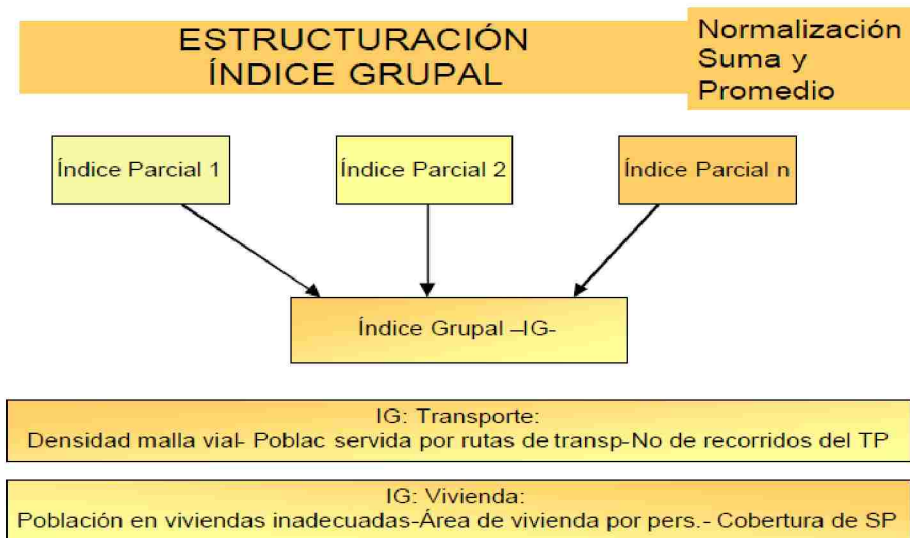 ESTRUCTURACIÓN
ÍNDICE GRUPAL
Normalización
Suma y
Promedio
Índice Parcial 1
Índice Parcial 2
Índice Parcial n
Índice Grupal –IG-
IG: Transporte:
Densidad malla vial- Poblac servida por rutas de transp-No de recorridos del TP
IG: Vivienda:
Población en viviendas inadecuadas-Área de vivienda por pers.- Cobertura de SP